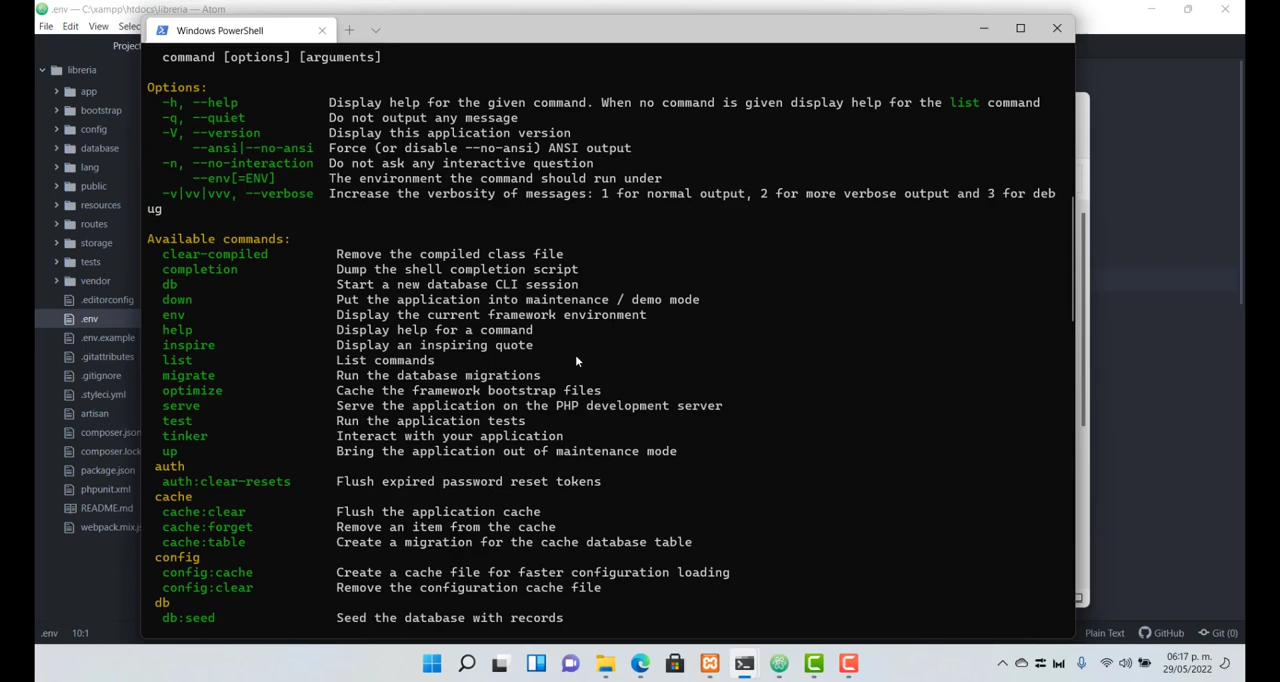 .env — C:\xampp\htdocs\libreria — Atom
File Edit View Selec
Windows PowerShell
Project
libreria
app
bootstrap
config
database
lang
public
resources
routes
storage
tests
vendor
.editorconfig
.env
.env.example
.gitattributes
.gitignore
.styleci.yml
artisan
composer.json
composer.lock
package.json
phpunit.xml
README.md
webpack.mix.js
command [options] [arguments]
Options:
-h, --help Display help for the given command. When no command is given display help for the list command
-q, --quiet Do not output any message
-V, --version Display this application version
--ansi|--no-ansi Force (or disable --no-ansi) ANSI output
-n, --no-interaction Do not ask any interactive question
--env[=ENV] The environment the command should run under
-v|vv|vvv, --verbose Increase the verbosity of messages: 1 for normal output, 2 for more verbose output and 3 for deb
ug
Available commands:
clear-compiled Remove the compiled class file
completion Dump the shell completion script
db Start a new database CLI session
down Put the application into maintenance / demo mode
env Display the current framework environment
help Display help for a command
inspire Display an inspiring quote
list List commands
migrate Run the database migrations
optimize Cache the framework bootstrap files
serve Serve the application on the PHP development server
test Run the application tests
tinker Interact with your application
up Bring the application out of maintenance mode
auth
auth:clear-resets Flush expired password reset tokens
cache
cache:clear Flush the application cache
cache:forget Remove an item from the cache
cache:table Create a migration for the cache database table
config
config:cache Create a cache file for faster configuration loading
config:clear Remove the configuration cache file
db
db:seed Seed the database with records
.env 10:1 Plain Text GitHub Git (0)
06:17 p. m.
29/05/2022